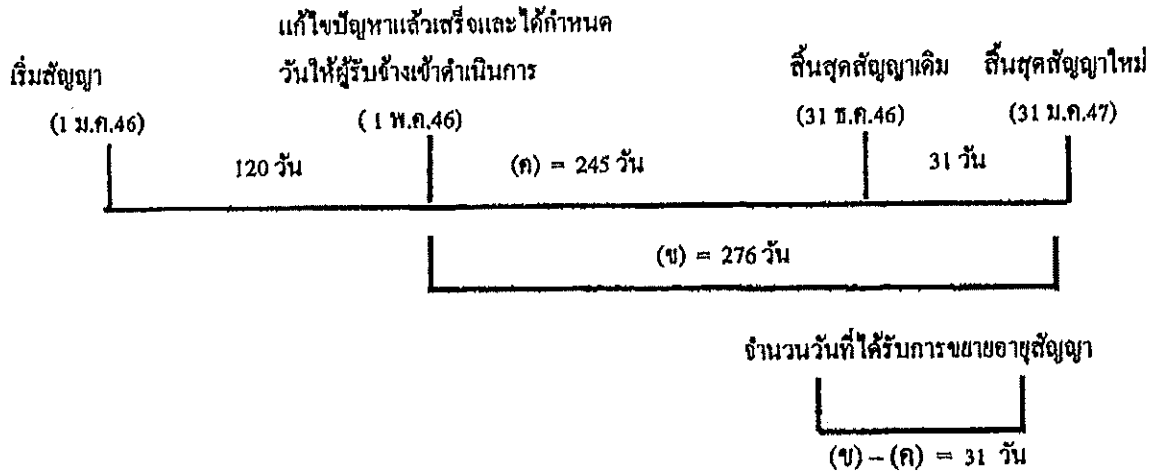 แก้ไขปัญหาแล้วเสร็จและได้กำหนด
วันให้ผู้รับจ้างเข้าดำเนินการ
เริ่มสัญญา
สิ้นสุดสัญญาเดิม
สิ้นสุดสัญญาใหม่
(1 ม.ค.46)
( 1 พ.ค.46)
(31 ธ.ค.46)
(31 ม.ค.47)
120 วัน
(ค) = 245 วัน
31 วัน
(ข) = 276 วัน
จำนวนวันที่ได้รับการขยายอายุสัญญา
(ข) – (ค) = 31 วัน